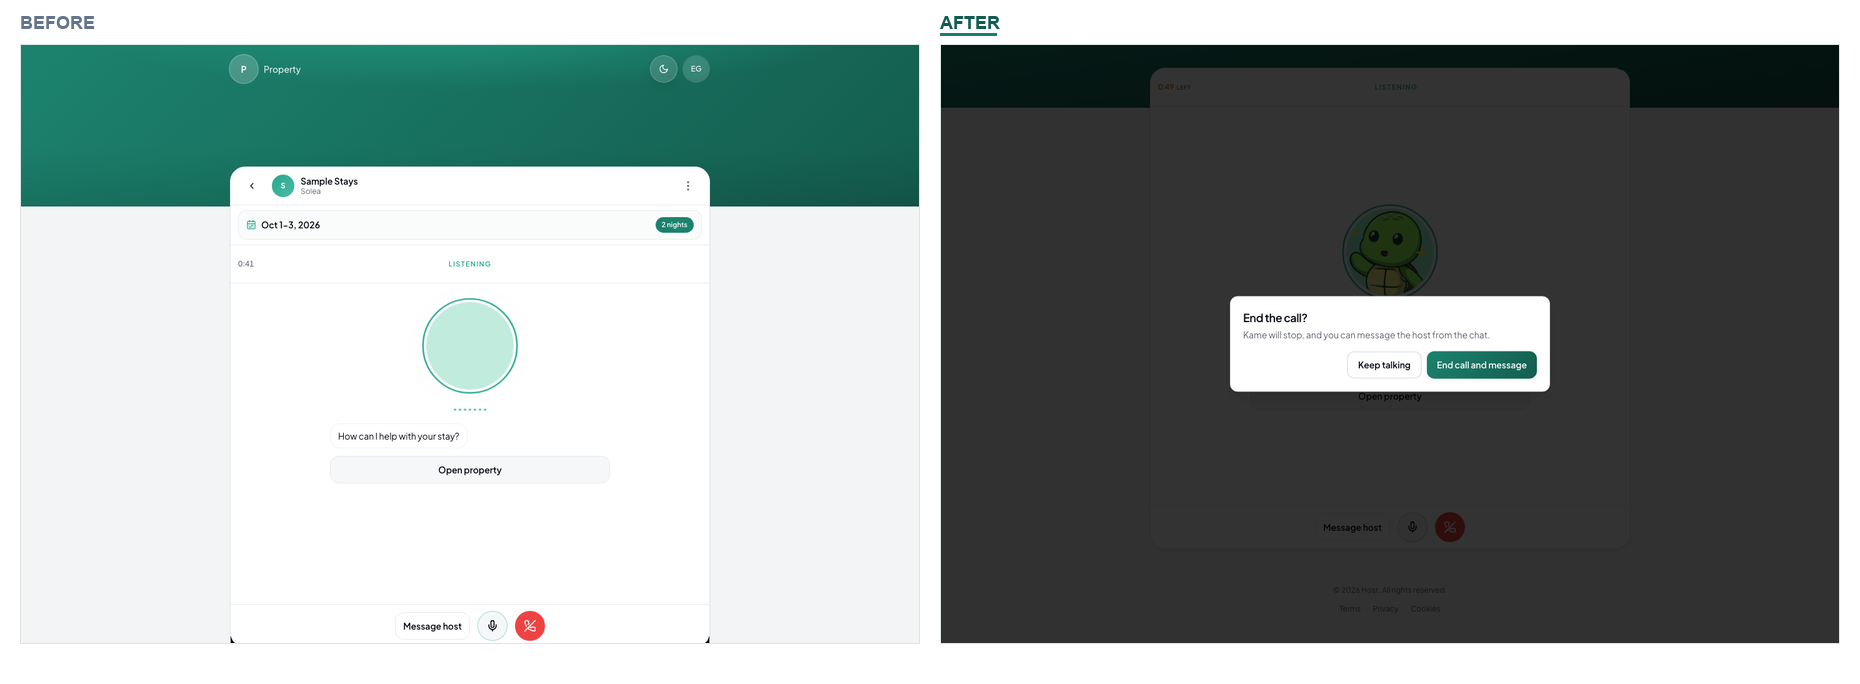 BEFORE
P Property
EG
S Sample Stays
Solea
Oct 1–3, 2026
2 nights
0:41
LISTENING
How can I help with your stay?
Open property
Message host
AFTER
0:49 LEFT
LISTENING
End the call?
Kame will stop, and you can message the host from the chat.
Keep talking
End call and message
Open property
Message host
© 2026 Host. All rights reserved.
Terms Privacy Cookies